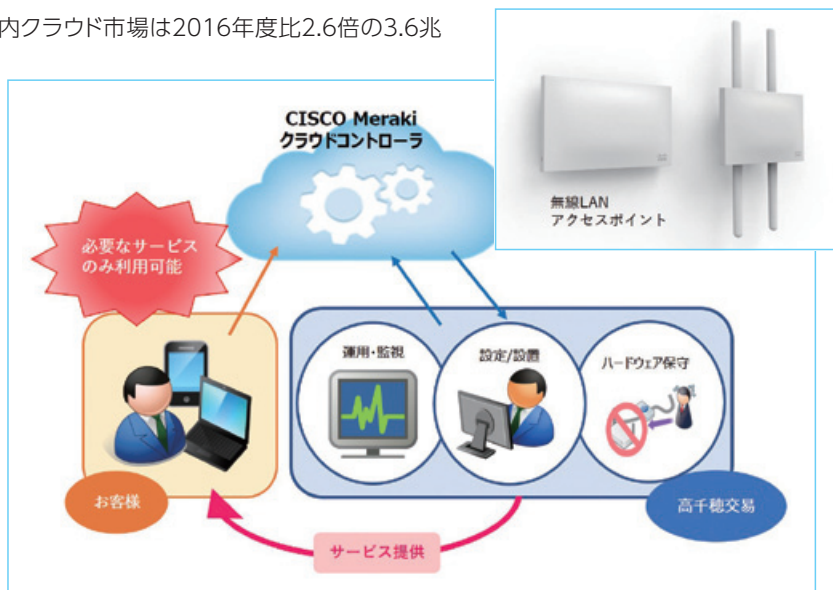 内クラウド市場は2016年度比2.6倍の3.6兆
CISCO Meraki
クラウドコントローラ
無線LAN
アクセスポイント
必要なサービス
のみ利用可能
運用・監視
設定/設置
ハードウェア保守
お客様
高千穂交易
サービス提供